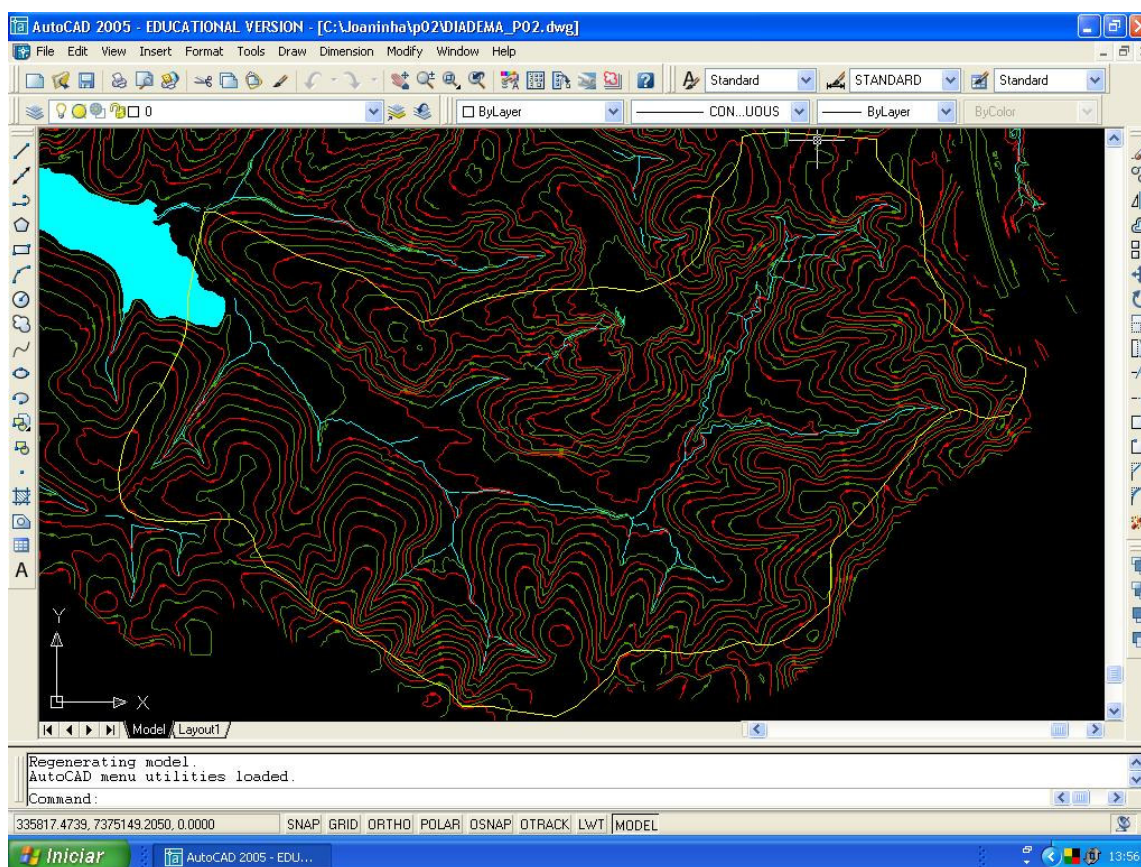 AutoCAD 2005 - EDUCATIONAL VERSION - [C:\Joaninha\p02\DIADEMA_P02.dwg]
File Edit View Insert Format Tools Draw Dimension Modify Window Help
Standard STANDARD Standard
0 ByLayer CON...UOUS ByLayer ByColor
A
Y
X
Model Layout1
Regenerating model.
AutoCAD menu utilities loaded.
Command:
335817.4739, 7375149.2050, 0.0000 SNAP GRID ORTHO POLAR OSNAP OTRACK LWT MODEL
Iniciar AutoCAD 2005 - EDU... 13:56